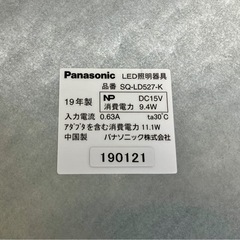 Panasonic LED照明器具
品番 SQ-LD527-K
19年製 NP DC15V
消費電力 9.4W
入力電流 0.63A ta30℃
アダプタを含む消費電力 11.1W
中国製 パナソニック株式会社
190121